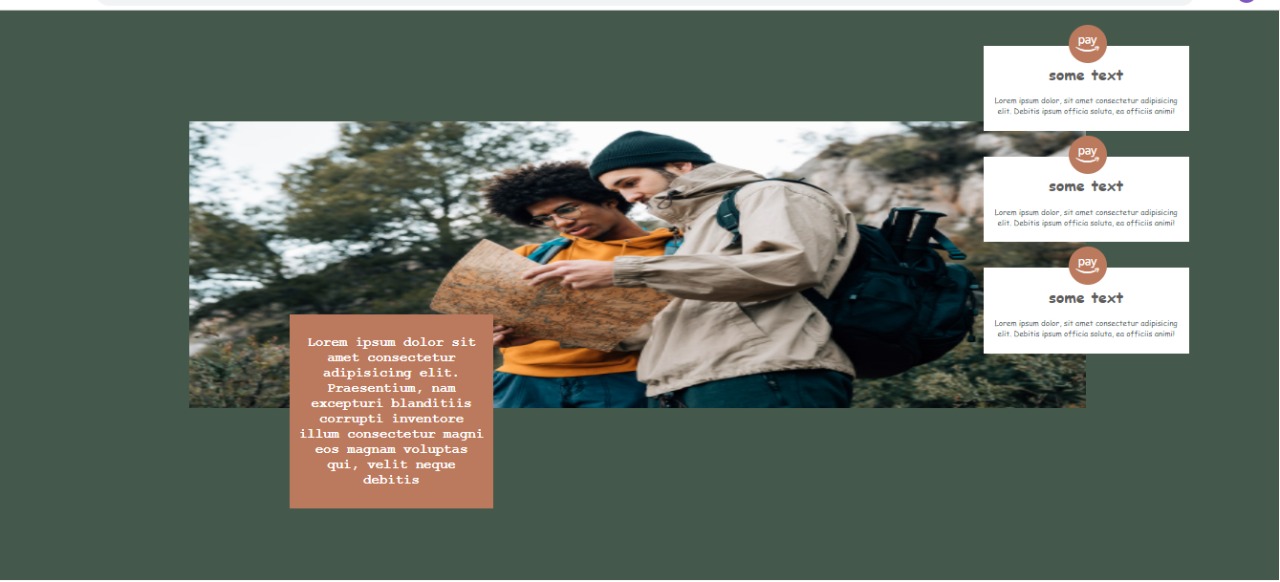 pay
some text
Lorem ipsum dolor, sit amet consectetur adipisicing
elit. Debitis ipsum officia soluta, ea officiis animi!
pay
some text
Lorem ipsum dolor, sit amet consectetur adipisicing
elit. Debitis ipsum officia soluta, ea officiis animi!
pay
some text
Lorem ipsum dolor, sit amet consectetur adipisicing
elit. Debitis ipsum officia soluta, ea officiis animi!
Lorem ipsum dolor sit
amet consectetur
adipisicing elit.
Praesentium, nam
excepturi blanditiis
corrupti inventore
illum consectetur magni
eos magnam voluptas
qui, velit neque
debitis